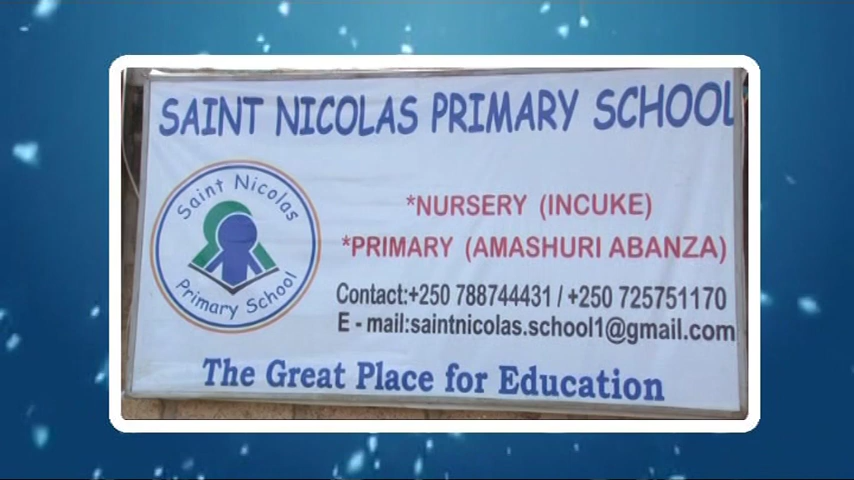 SAINT NICOLAS PRIMARY SCHOOL
Saint Nicolas
Primary School
*NURSERY (INCUKE)
*PRIMARY (AMASHURI ABANZA)
Contact:+250 788744431 / +250 725751170
E - mail:saintnicolas.school1@gmail.com
The Great Place for Education